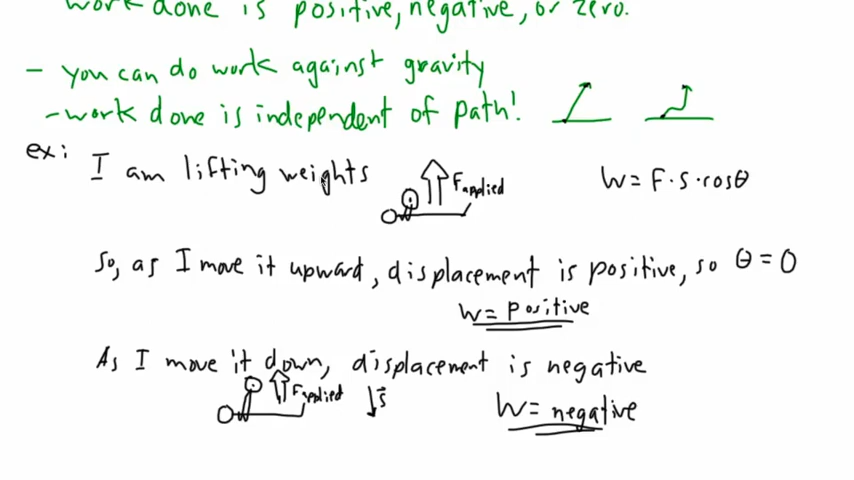 work done is positive, negative, or zero.
- you can do work against gravity
- work done is independent of path!
ex: I am lifting weights
Fapplied
W = F·s·cosθ
So, as I move it upward, displacement is positive, so θ = 0
W = positive
As I move it down, displacement is negative
Fapplied s
W = negative